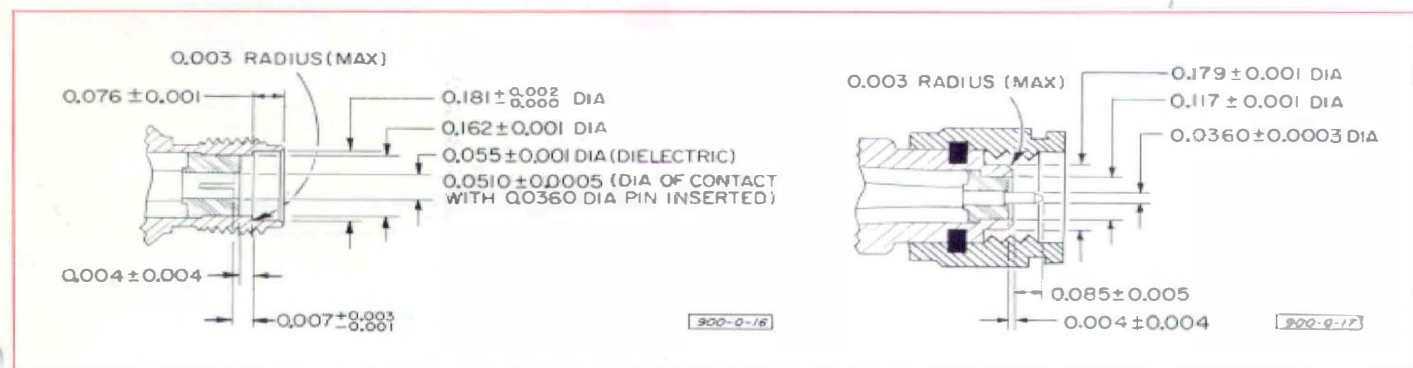 0.003 RADIUS (MAX)
0.076 ± 0.001
0.181 ± 0.002 0.000 DIA
0.162 ± 0.001 DIA
0.055 ± 0.001 DIA (DIELECTRIC)
0.0510 ± 0.0005 (DIA OF CONTACT
WITH 0.0360 DIA PIN INSERTED)
0.004 ± 0.004
0.007 +0.003 -0.001
900-0-16
0.003 RADIUS (MAX)
0.179 ± 0.001 DIA
0.117 ± 0.001 DIA
0.0360 ± 0.0003 DIA
0.085 ± 0.005
0.004 ± 0.004
900-0-17